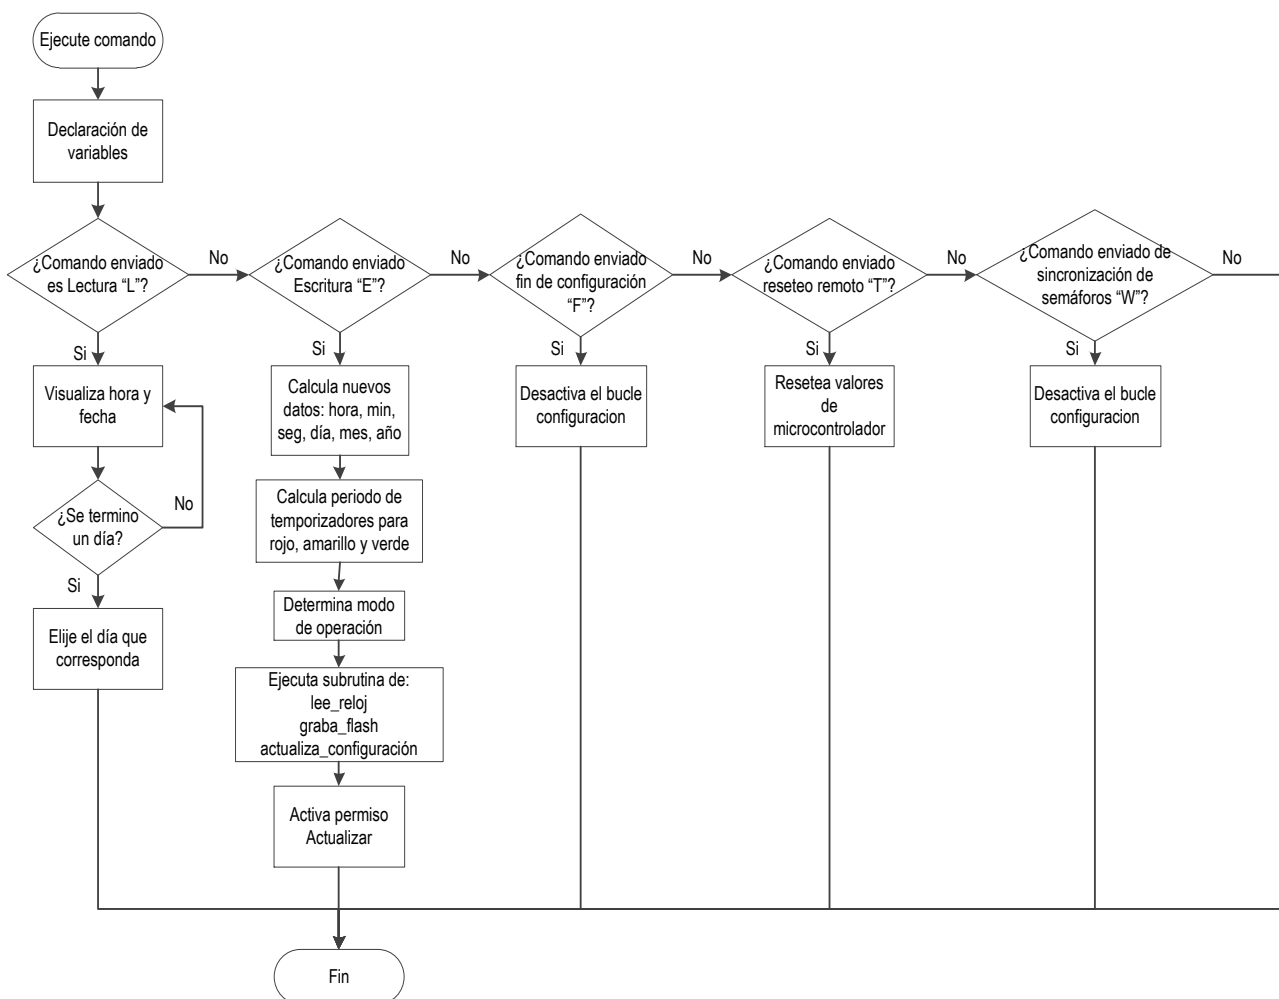 Ejecute comando
Declaración de
variables
¿Comando enviado
es Lectura “L”?
No
¿Comando enviado
Escritura “E”?
No
¿Comando enviado
fin de configuración
“F”?
No
¿Comando enviado
reseteo remoto “T”?
No
¿Comando enviado de
sincronización de
semáforos “W”?
No
Si
Si
Si
Si
Si
Visualiza hora y
fecha
¿Se termino
un día?
No
Si
Elije el día que
corresponda
Calcula nuevos
datos: hora, min,
seg, día, mes, año
Calcula periodo de
temporizadores para
rojo, amarillo y verde
Determina modo
de operación
Ejecuta subrutina de:
lee_reloj
graba_flash
actualiza_configuración
Activa permiso
Actualizar
Desactiva el bucle
configuracion
Resetea valores
de
microcontrolador
Desactiva el bucle
configuracion
Fin